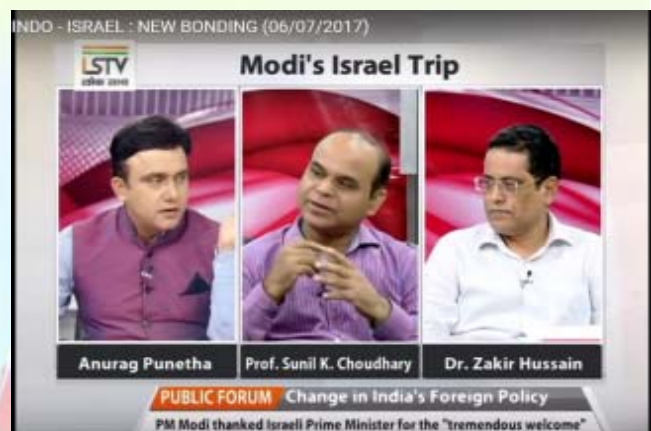 INDO - ISRAEL : NEW BONDING (06/07/2017)
LSTV
लोक सभा
Modi's Israel Trip
Anurag Punetha
Prof. Sunil K. Choudhary
Dr. Zakir Hussain
PUBLIC FORUM Change in India's Foreign Policy
PM Modi thanked Israeli Prime Minister for the "tremendous welcome"